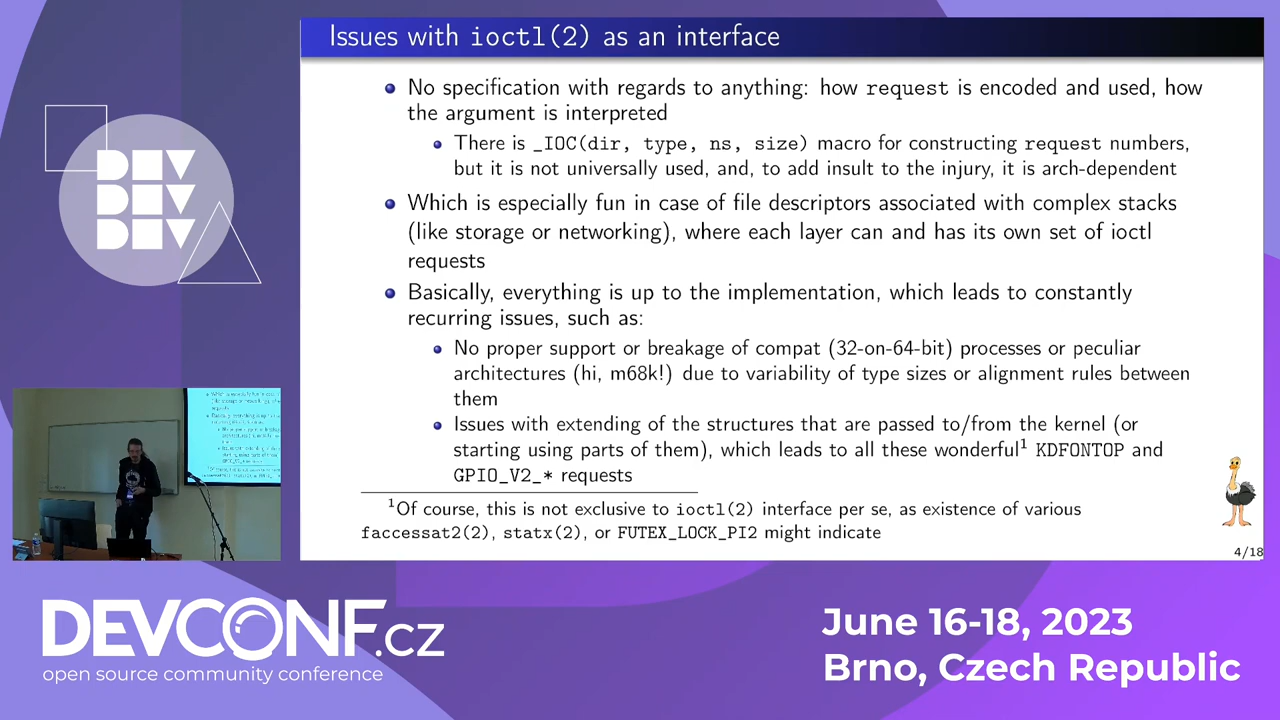 Issues with ioctl(2) as an interface
No specification with regards to anything: how request is encoded and used, how
the argument is interpreted
There is _IOC(dir, type, ns, size) macro for constructing request numbers,
but it is not universally used, and, to add insult to the injury, it is arch-dependent
Which is especially fun in case of file descriptors associated with complex stacks
(like storage or networking), where each layer can and has its own set of ioctl
requests
Basically, everything is up to the implementation, which leads to constantly
recurring issues, such as:
No proper support or breakage of compat (32-on-64-bit) processes or peculiar
architectures (hi, m68k!) due to variability of type sizes or alignment rules between
them
Issues with extending of the structures that are passed to/from the kernel (or
starting using parts of them), which leads to all these wonderful¹ KDFONTOP and
GPIO_V2_* requests
¹Of course, this is not exclusive to ioctl(2) interface per se, as existence of various
faccessat2(2), statx(2), or FUTEX_LOCK_PI2 might indicate
4/18
DEV
DEV
DEV
DEVCONF.cz
open source community conference
June 16-18, 2023
Brno, Czech Republic